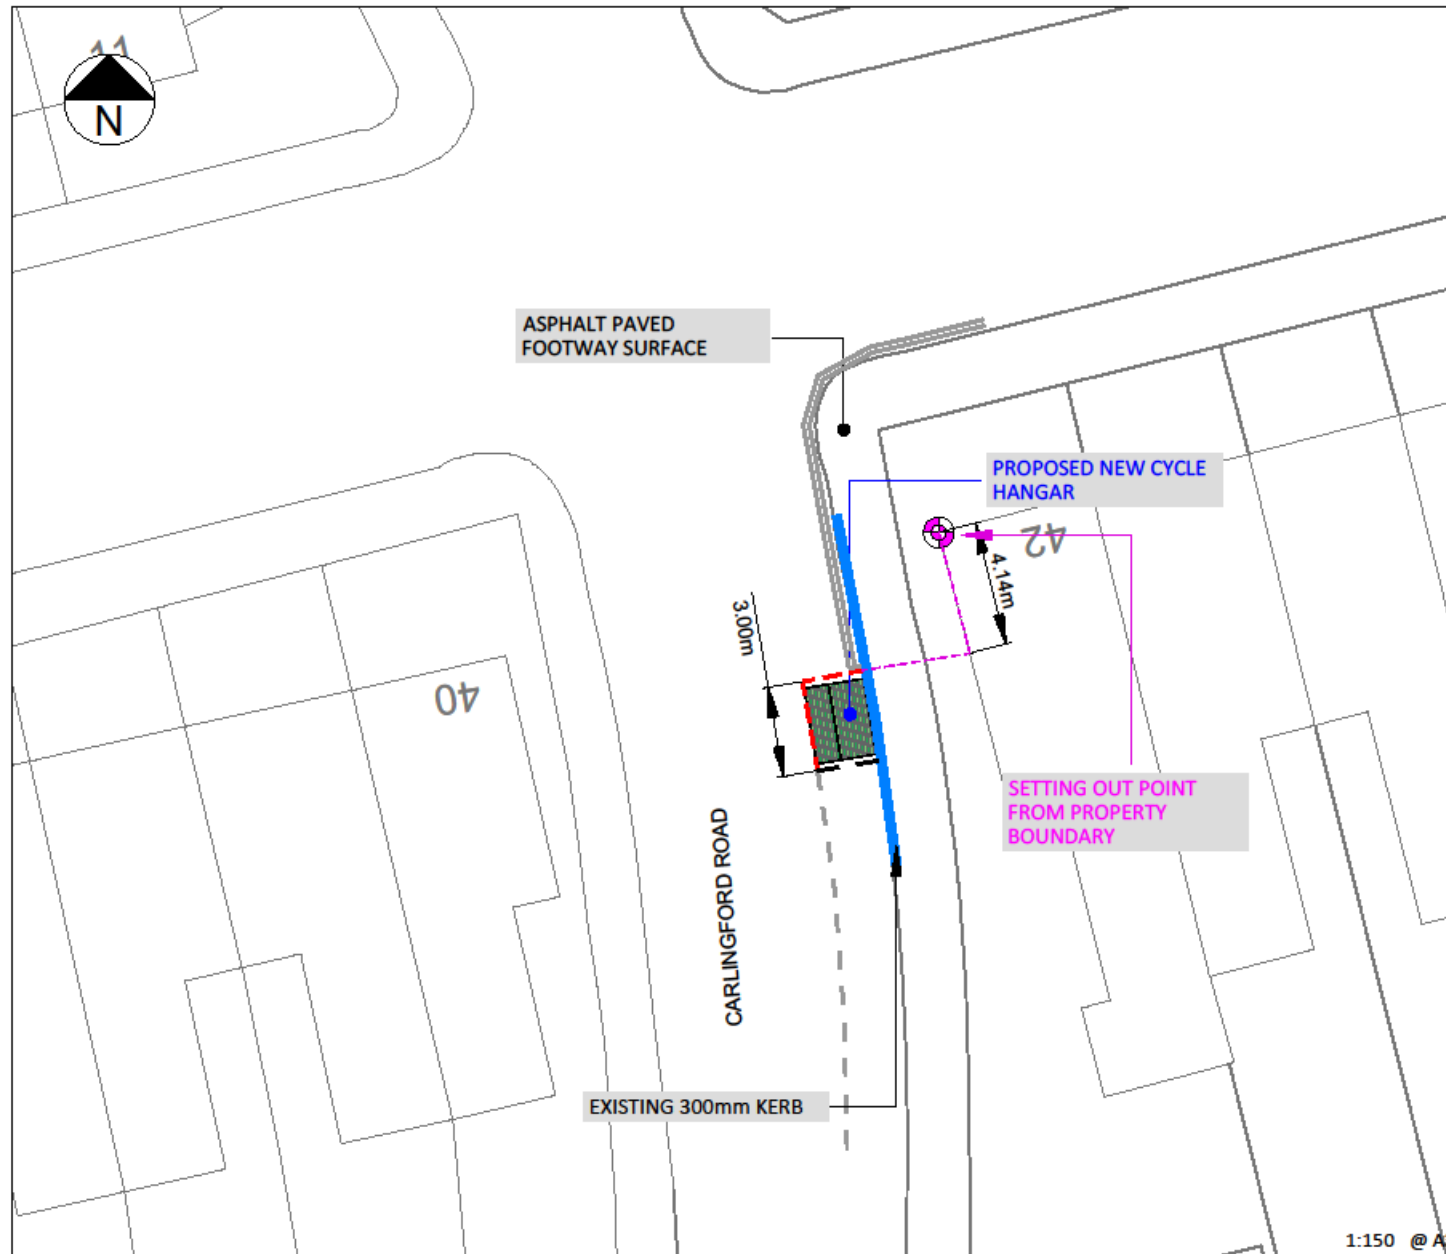 11
N
ASPHALT PAVED
FOOTWAY SURFACE
PROPOSED NEW CYCLE
HANGAR
42
4.14m
3.00m
40
SETTING OUT POINT
FROM PROPERTY
BOUNDARY
CARLINGFORD ROAD
EXISTING 300mm KERB
1:150 @ A